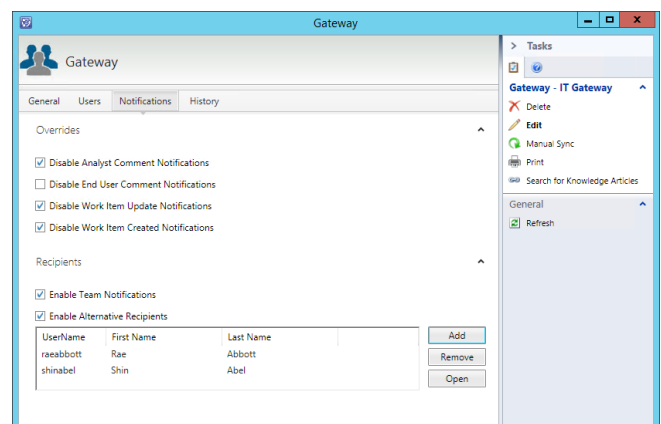 Gateway
Gateway
General Users Notifications History
Overrides
Disable Analyst Comment Notifications
Disable End User Comment Notifications
Disable Work Item Update Notifications
Disable Work Item Created Notifications
Recipients
Enable Team Notifications
Enable Alternative Recipients
UserName First Name Last Name
raeabbott Rae Abbott
shinabel Shin Abel
Add
Remove
Open
> Tasks
Gateway - IT Gateway
Delete
Edit
Manual Sync
Print
Search for Knowledge Articles
General
Refresh